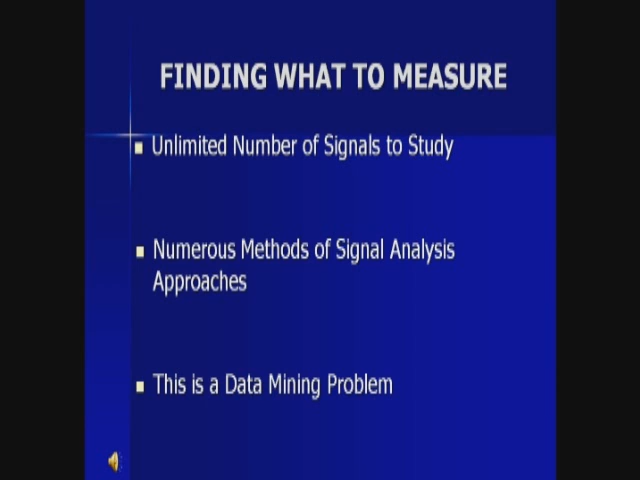 FINDING WHAT TO MEASURE
Unlimited Number of Signals to Study
Numerous Methods of Signal Analysis
Approaches
This is a Data Mining Problem